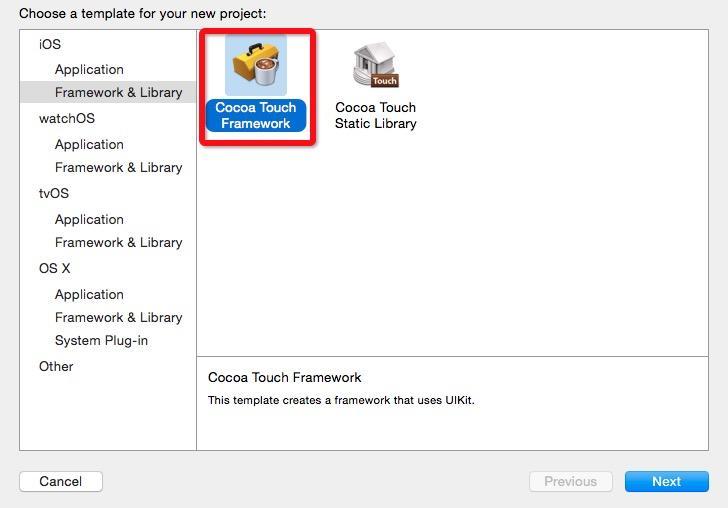 Choose a template for your new project:
iOS
Application
Framework & Library
watchOS
Application
Framework & Library
tvOS
Application
Framework & Library
OS X
Application
Framework & Library
System Plug-in
Other
Cocoa Touch
Framework
Touch
Cocoa Touch
Static Library
Cocoa Touch Framework
This template creates a framework that uses UIKit.
Cancel
Previous
Next